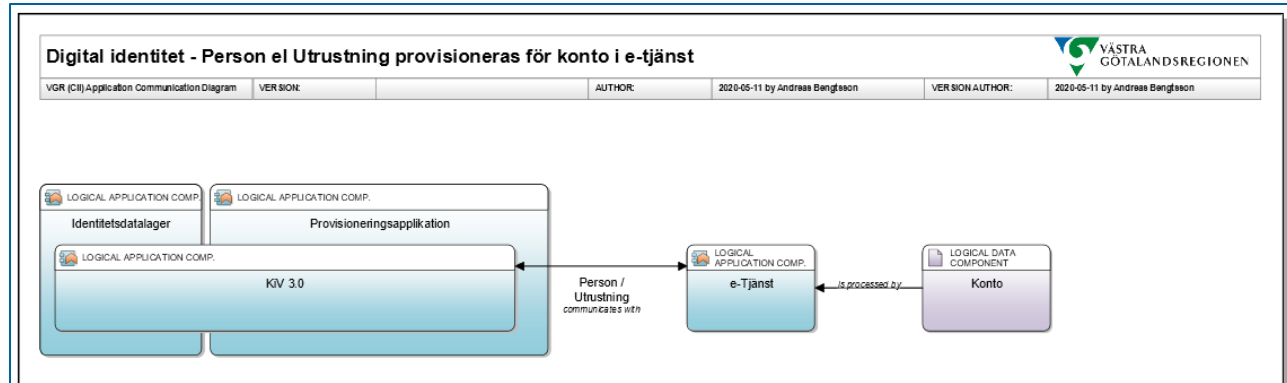 Digital identitet - Person el Utrustning provisioneras för konto i e-tjänst
VÄSTRA
GÖTALANDSREGIONEN
VGR (CII) Application Communication Diagram VERSION: AUTHOR: 2020-05-11 by Andreas Bengtsson VERSION AUTHOR: 2020-05-11 by Andreas Bengtsson
LOGICAL APPLICATION COMP.
Identitetsdatalager
LOGICAL APPLICATION COMP.
Provisioneringsapplikation
LOGICAL APPLICATION COMP.
KiV 3.0
Person /
Utrustning
communicates with
LOGICAL
APPLICATION COMP.
e-Tjänst
is processed by
LOGICAL DATA
COMPONENT
Konto